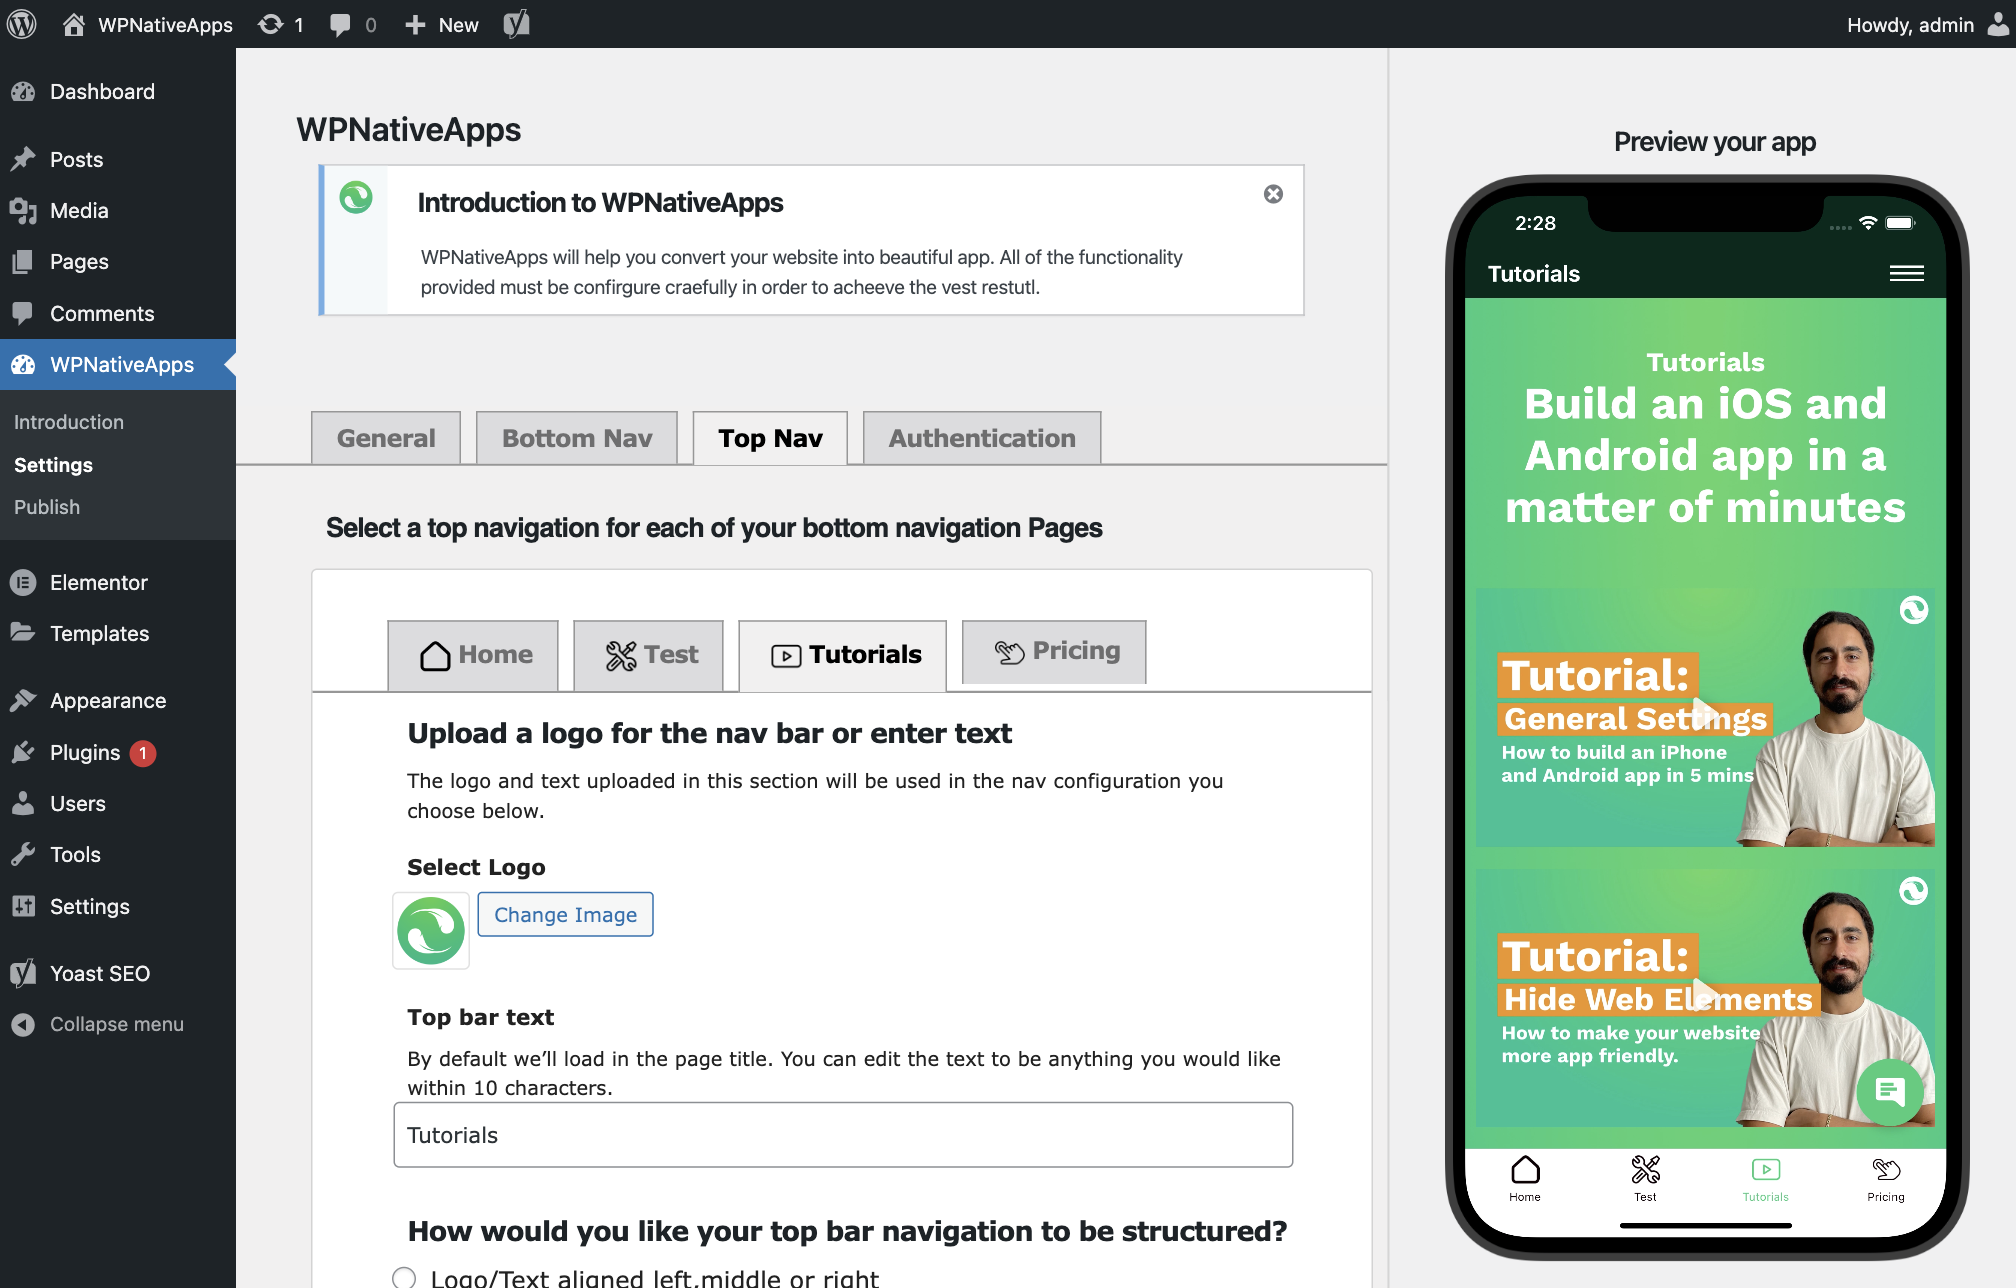 WPNativeApps 1 0 New Howdy, admin
Dashboard
Posts
Media
Pages
Comments
WPNativeApps
Introduction
Settings
Publish
Elementor
Templates
Appearance
Plugins 1
Users
Tools
Settings
Yoast SEO
Collapse menu
WPNativeApps
Introduction to WPNativeApps
WPNativeApps will help you convert your website into beautiful app. All of the functionality
provided must be confirgure craefully in order to acheeve the vest restutl.
General Bottom Nav Top Nav Authentication
Select a top navigation for each of your bottom navigation Pages
Home Test Tutorials Pricing
Upload a logo for the nav bar or enter text
The logo and text uploaded in this section will be used in the nav configuration you
choose below.
Select Logo
Change Image
Top bar text
By default we’ll load in the page title. You can edit the text to be anything you would like
within 10 characters.
Tutorials
How would you like your top bar navigation to be structured?
Logo/Text aligned left,middle or right
Preview your app
2:28
Tutorials
Tutorials
Build an iOS and
Android app in a
matter of minutes
Tutorial:
General Settings
How to build an iPhone
and Android app in 5 mins
Tutorial:
Hide Web Elements
How to make your website
more app friendly.
Home Test Tutorials Pricing